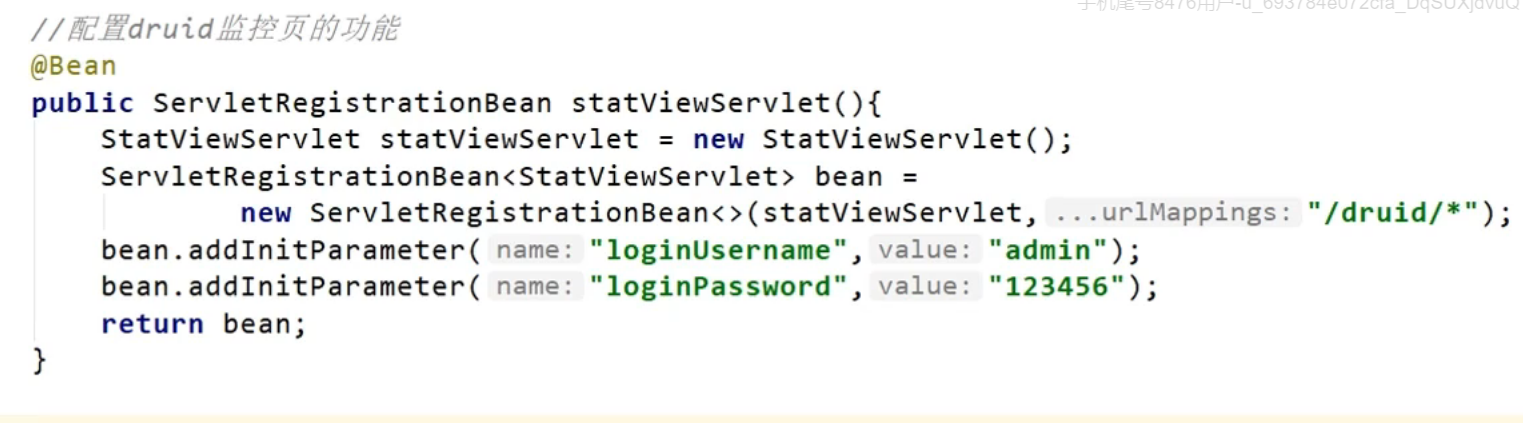 //配置druid监控页的功能
@Bean
public ServletRegistrationBean statViewServlet(){
StatViewServlet statViewServlet = new StatViewServlet();
ServletRegistrationBean<StatViewServlet> bean =
new ServletRegistrationBean<>(statViewServlet, ...urlMappings: "/druid/*");
bean.addInitParameter( name: "loginUsername", value: "admin");
bean.addInitParameter( name: "loginPassword", value: "123456");
return bean;
}